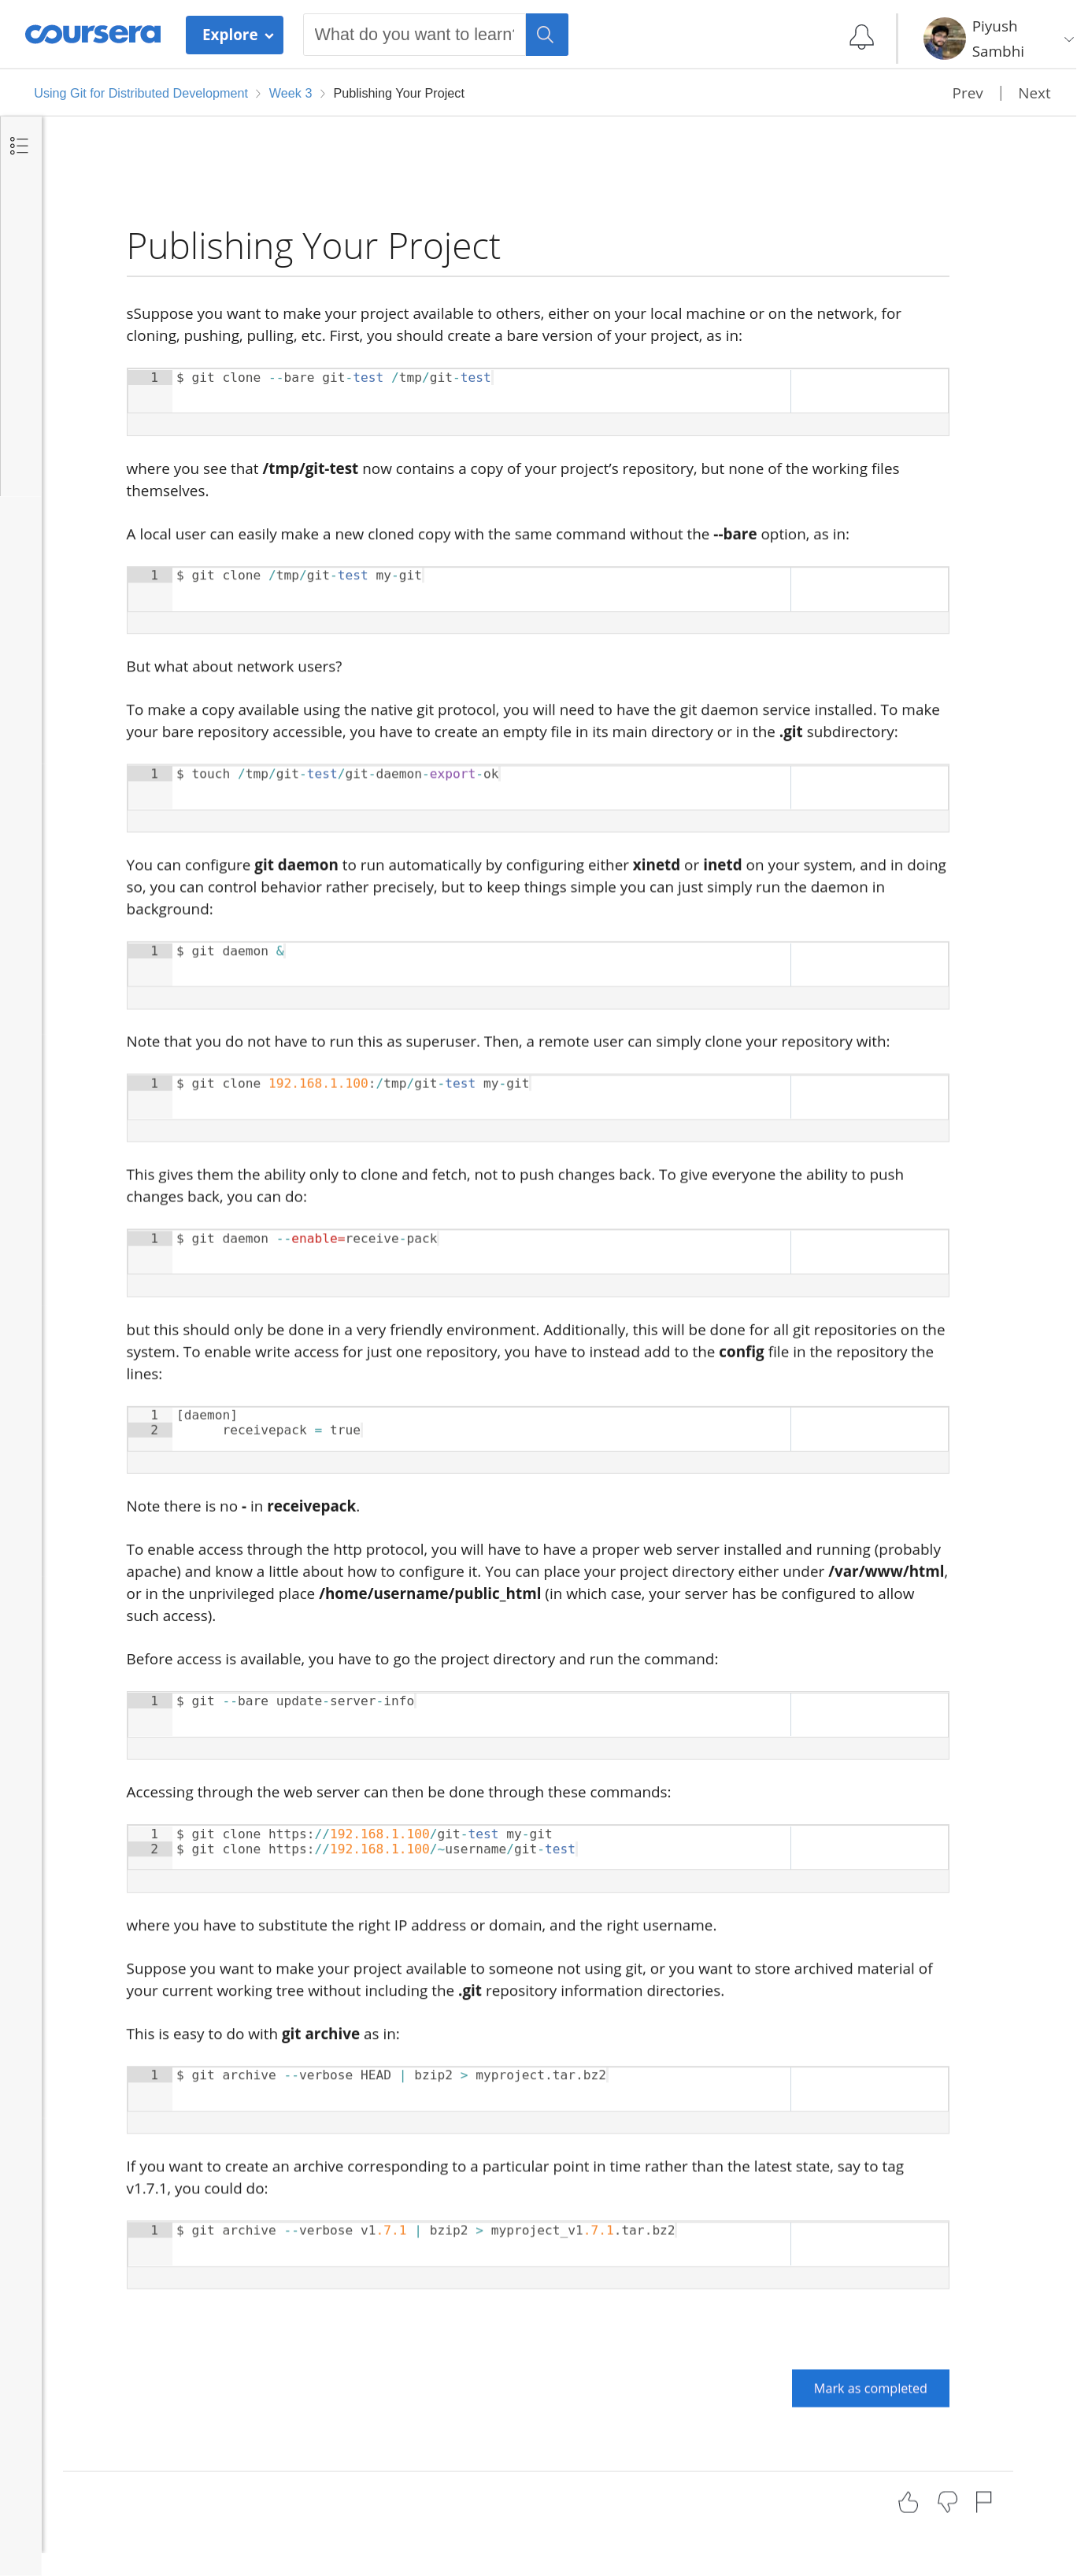 coursera
Explore
What do you want to learn?
Piyush
Sambhi
Using Git for Distributed Development > Week 3 > Publishing Your Project
Prev | Next
Publishing Your Project
sSuppose you want to make your project available to others, either on your local machine or on the network, for
cloning, pushing, pulling, etc. First, you should create a bare version of your project, as in:
1 $ git clone --bare git-test /tmp/git-test
where you see that /tmp/git-test now contains a copy of your project’s repository, but none of the working files
themselves.
A local user can easily make a new cloned copy with the same command without the --bare option, as in:
1 $ git clone /tmp/git-test my-git
But what about network users?
To make a copy available using the native git protocol, you will need to have the git daemon service installed. To make
your bare repository accessible, you have to create an empty file in its main directory or in the .git subdirectory:
1 $ touch /tmp/git-test/git-daemon-export-ok
You can configure git daemon to run automatically by configuring either xinetd or inetd on your system, and in doing
so, you can control behavior rather precisely, but to keep things simple you can just simply run the daemon in
background:
1 $ git daemon &
Note that you do not have to run this as superuser. Then, a remote user can simply clone your repository with:
1 $ git clone 192.168.1.100:/tmp/git-test my-git
This gives them the ability only to clone and fetch, not to push changes back. To give everyone the ability to push
changes back, you can do:
1 $ git daemon --enable=receive-pack
but this should only be done in a very friendly environment. Additionally, this will be done for all git repositories on the
system. To enable write access for just one repository, you have to instead add to the config file in the repository the
lines:
1 [daemon]
2 receivepack = true
Note there is no - in receivepack.
To enable access through the http protocol, you will have to have a proper web server installed and running (probably
apache) and know a little about how to configure it. You can place your project directory either under /var/www/html,
or in the unprivileged place /home/username/public_html (in which case, your server has be configured to allow
such access).
Before access is available, you have to go the project directory and run the command:
1 $ git --bare update-server-info
Accessing through the web server can then be done through these commands:
1 $ git clone https://192.168.1.100/git-test my-git
2 $ git clone https://192.168.1.100/~username/git-test
where you have to substitute the right IP address or domain, and the right username.
Suppose you want to make your project available to someone not using git, or you want to store archived material of
your current working tree without including the .git repository information directories.
This is easy to do with git archive as in:
1 $ git archive --verbose HEAD | bzip2 > myproject.tar.bz2
If you want to create an archive corresponding to a particular point in time rather than the latest state, say to tag
v1.7.1, you could do:
1 $ git archive --verbose v1.7.1 | bzip2 > myproject_v1.7.1.tar.bz2
Mark as completed